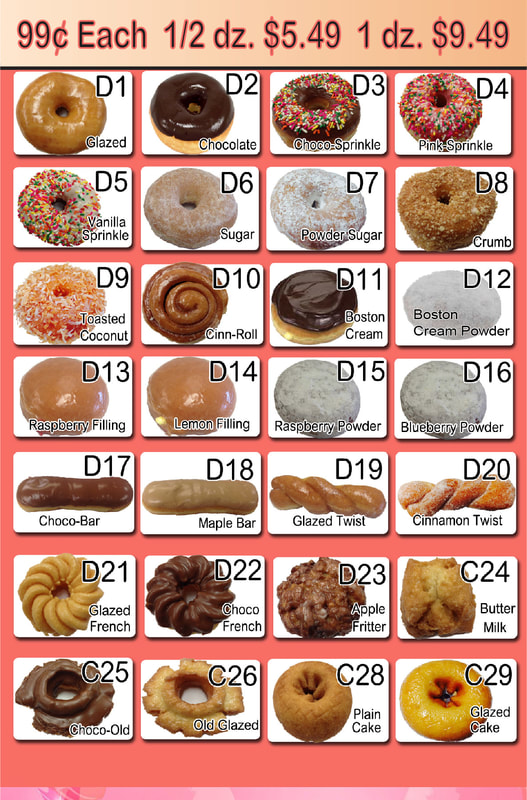 99¢ Each 1/2 dz. $5.49 1 dz. $9.49
D1
Glazed
D2
Chocolate
D3
Choco-Sprinkle
D4
Pink-Sprinkle
D5
Vanilla
Sprinkle
D6
Sugar
D7
Powder Sugar
D8
Crumb
D9
Toasted
Coconut
D10
Cinn-Roll
D11
Boston
Cream
D12
Boston
Cream Powder
D13
Raspberry Filling
D14
Lemon Filling
D15
Raspberry Powder
D16
Blueberry Powder
D17
Choco-Bar
D18
Maple Bar
D19
Glazed Twist
D20
Cinnamon Twist
D21
Glazed
French
D22
Choco
French
D23
Apple
Fritter
C24
Butter
Milk
C25
Choco-Old
C26
Old Glazed
C28
Plain
Cake
C29
Glazed
Cake